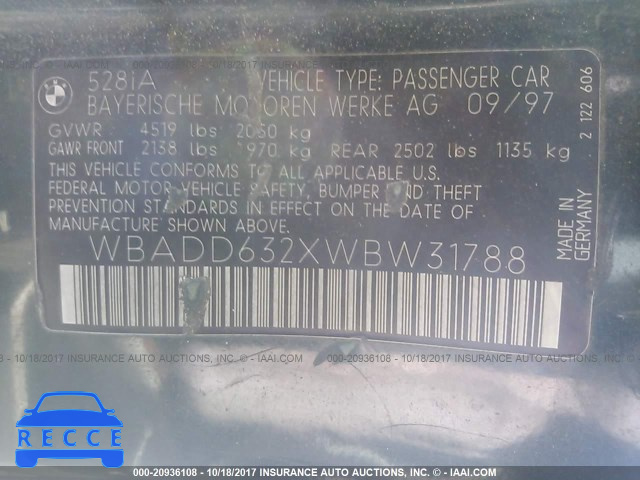 528iA VEHICLE TYPE: PASSENGER CAR
BAYERISCHE MOTOREN WERKE AG 09/97
GVWR 4519 lbs 2050 kg
GAWR FRONT 2138 lbs 970 kg REAR 2502 lbs 1135 kg
THIS VEHICLE CONFORMS TO ALL APPLICABLE U.S.
FEDERAL MOTOR VEHICLE SAFETY, BUMPER AND THEFT
PREVENTION STANDARDS IN EFFECT ON THE DATE OF
MANUFACTURE SHOWN ABOVE.
WBADD632XWBW31788
2 122 606
MADE IN
GERMANY
000-20936108 - 10/18/2017 INSURANCE AUTO AUCTIONS - © IAAI.COM
RECCE